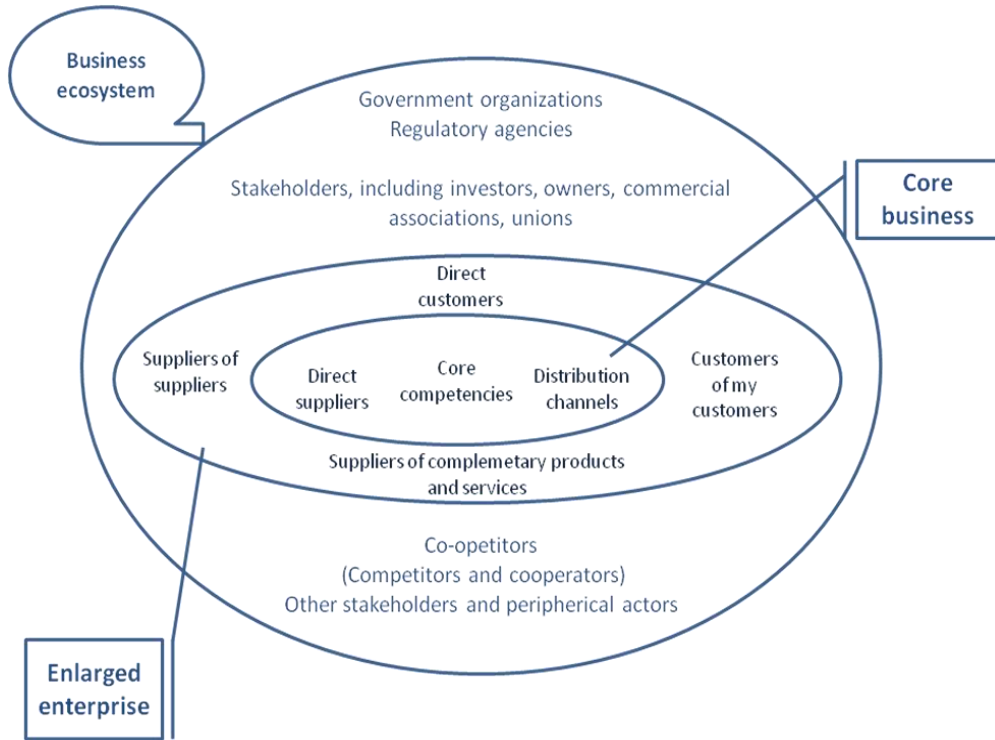 Business
ecosystem
Government organizations
Regulatory agencies
Stakeholders, including investors, owners, commercial
associations, unions
Core
business
Direct
customers
Suppliers of
suppliers
Direct
suppliers
Core
competencies
Distribution
channels
Customers
of my
customers
Suppliers of complemetary products
and services
Co-opetitors
(Competitors and cooperators)
Other stakeholders and peripherical actors
Enlarged
enterprise